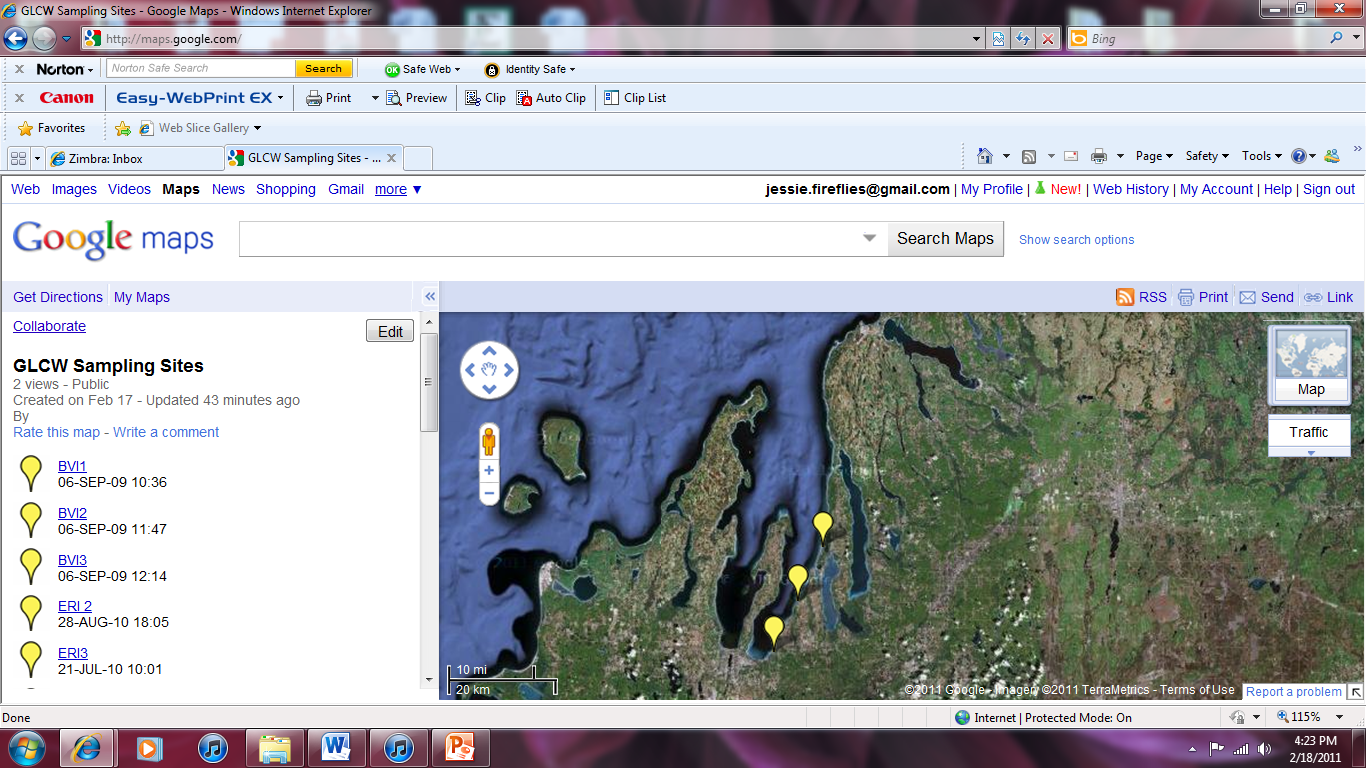 GLCW Sampling Sites - Google Maps - Windows Internet Explorer
http://maps.google.com/
Bing
Norton
Norton Safe Search
Search
OK Safe Web
Identity Safe
Canon
Easy-WebPrint EX
Print
Preview
Clip
Auto Clip
Clip List
Favorites
Web Slice Gallery
Zimbra: Inbox
GLCW Sampling Sites - ...
Page
Safety
Tools
Web Images Videos Maps News Shopping Gmail more ▼
jessie.fireflies@gmail.com | My Profile | New! | Web History | My Account | Help | Sign out
Google maps
Search Maps
Show search options
Get Directions
My Maps
RSS
Print
Send
Link
Collaborate
Edit
GLCW Sampling Sites
2 views - Public
Created on Feb 17 - Updated 43 minutes ago
By
Rate this map - Write a comment
BVI1
06-SEP-09 10:36
BVI2
06-SEP-09 11:47
BVI3
06-SEP-09 12:14
ERI 2
28-AUG-10 18:05
ERI3
21-JUL-10 10:01
Map
Traffic
10 mi
20 km
©2011 Google - Imagery ©2011 TerraMetrics - Terms of Use
Report a problem
Done
Internet | Protected Mode: On
115%
4:23 PM
2/18/2011